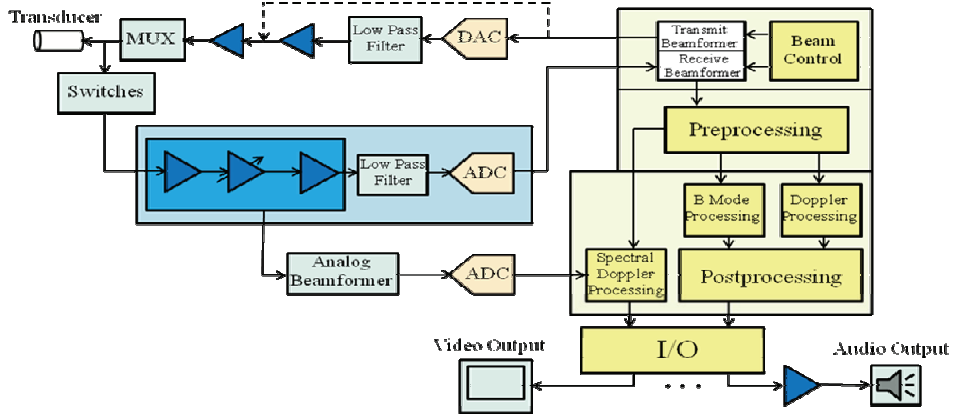 Transducer
MUX
Low Pass
Filter
DAC
Transmit
Beamformer
Receive
Beamformer
Beam
Control
Switches
Preprocessing
Low Pass
Filter
ADC
B Mode
Processing
Doppler
Processing
Analog
Beamformer
ADC
Spectral
Doppler
Processing
Postprocessing
I/O
Video Output
Audio Output
...